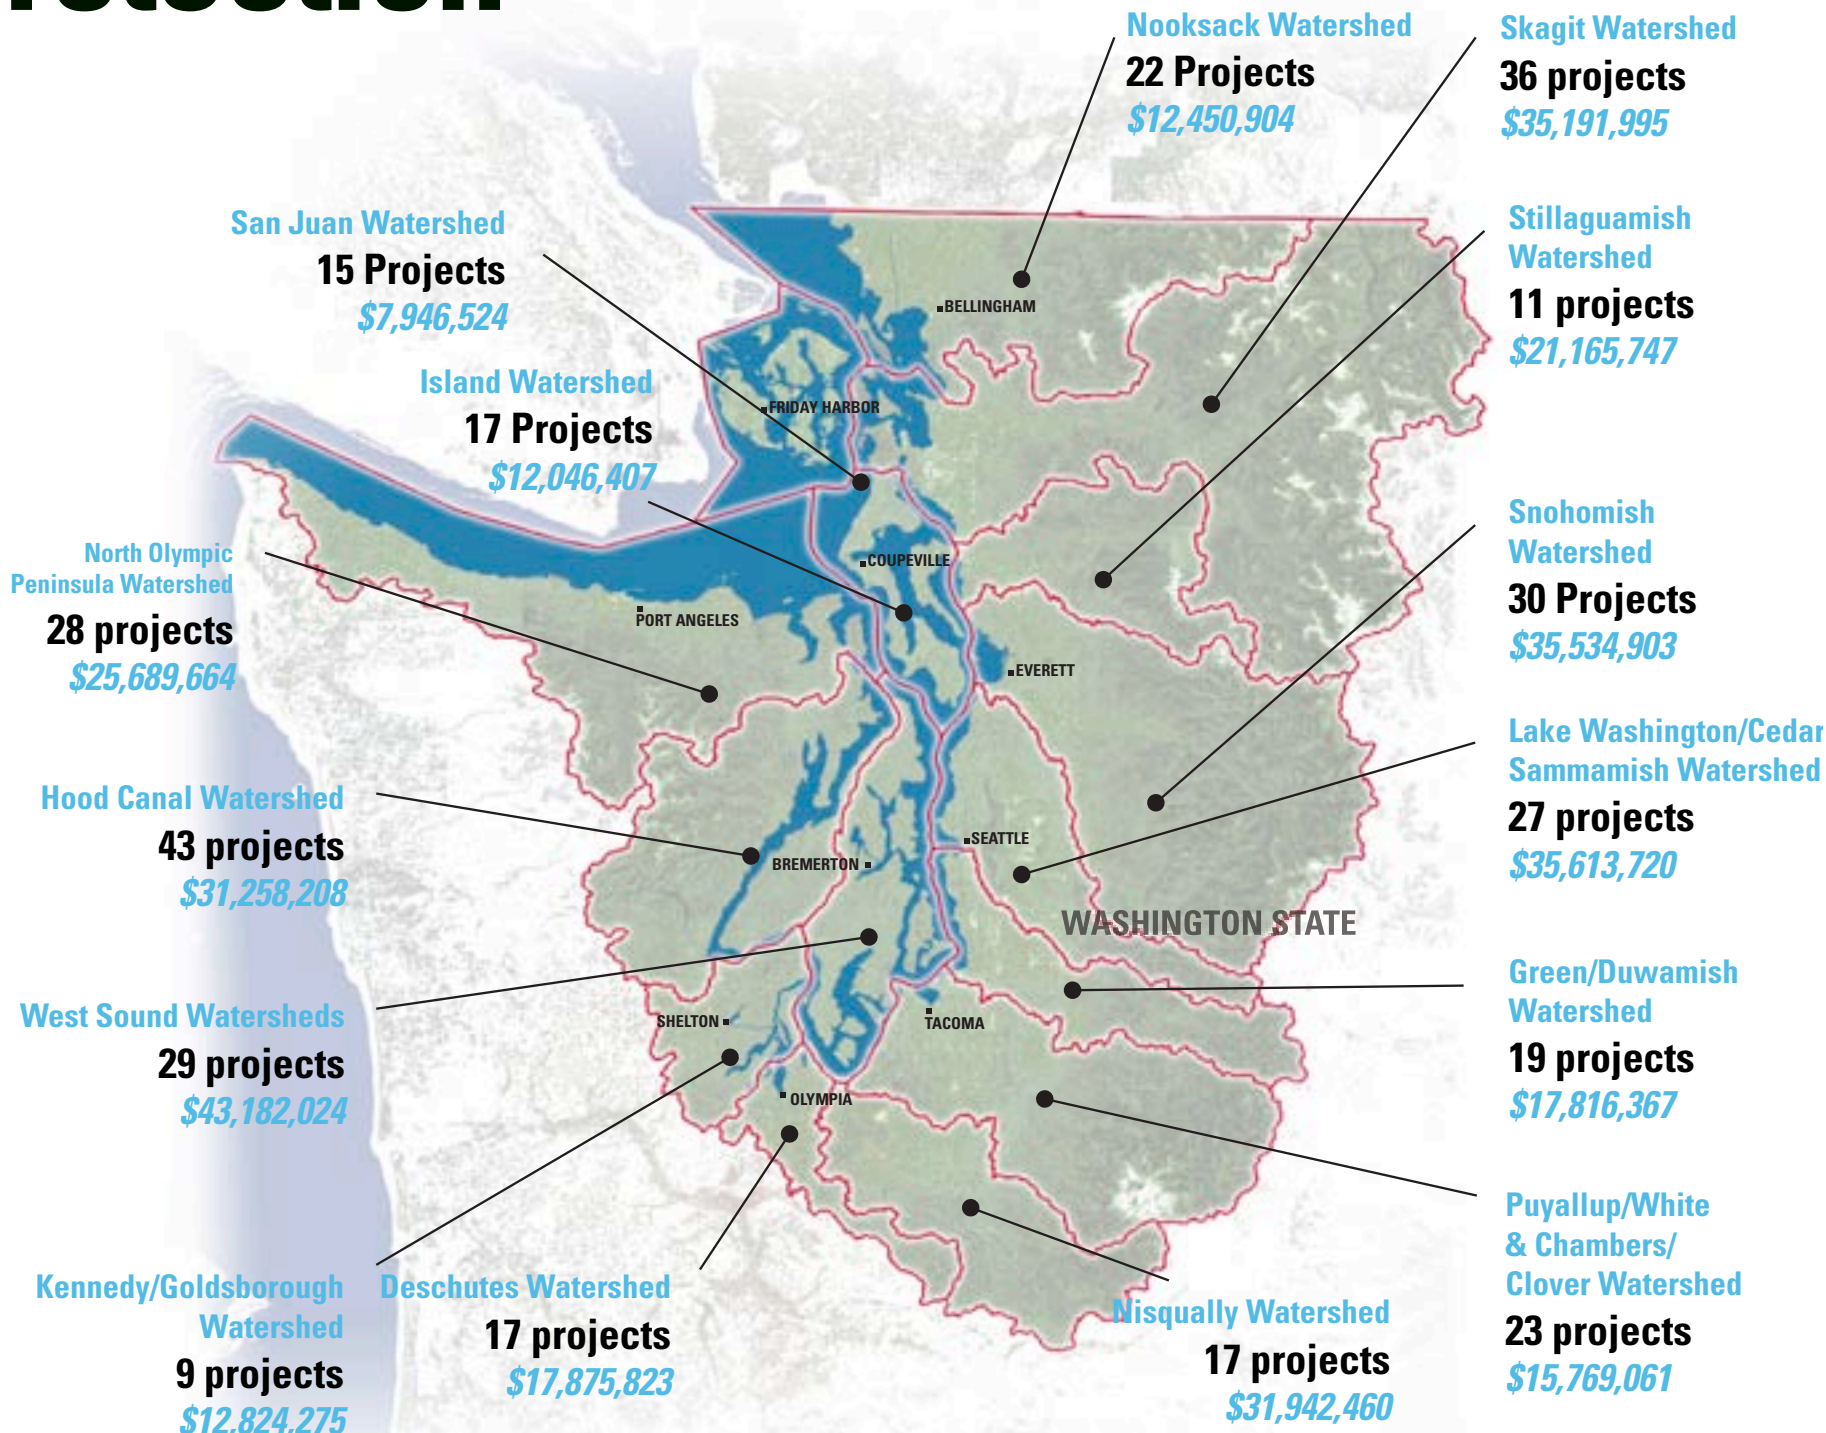 Nooksack Watershed
22 Projects
$12,450,904
Skagit Watershed
36 projects
$35,191,995
San Juan Watershed
15 Projects
$7,946,524
Stillaguamish
Watershed
11 projects
$21,165,747
Island Watershed
17 Projects
$12,046,407
North Olympic
Peninsula Watershed
28 projects
$25,689,664
Snohomish
Watershed
30 Projects
$35,534,903
Hood Canal Watershed
43 projects
$31,258,208
Lake Washington/Cedar
Sammamish Watershed
27 projects
$35,613,720
West Sound Watersheds
29 projects
$43,182,024
Green/Duwamish
Watershed
19 projects
$17,816,367
Kennedy/Goldsborough
Watershed
9 projects
$12,824,275
Deschutes Watershed
17 projects
$17,875,823
Nisqually Watershed
17 projects
$31,942,460
Puyallup/White
& Chambers/
Clover Watershed
23 projects
$15,769,061
BELLINGHAM
FRIDAY HARBOR
COUPEVILLE
PORT ANGELES
EVERETT
SEATTLE
BREMERTON
WASHINGTON STATE
SHELTON
TACOMA
OLYMPIA